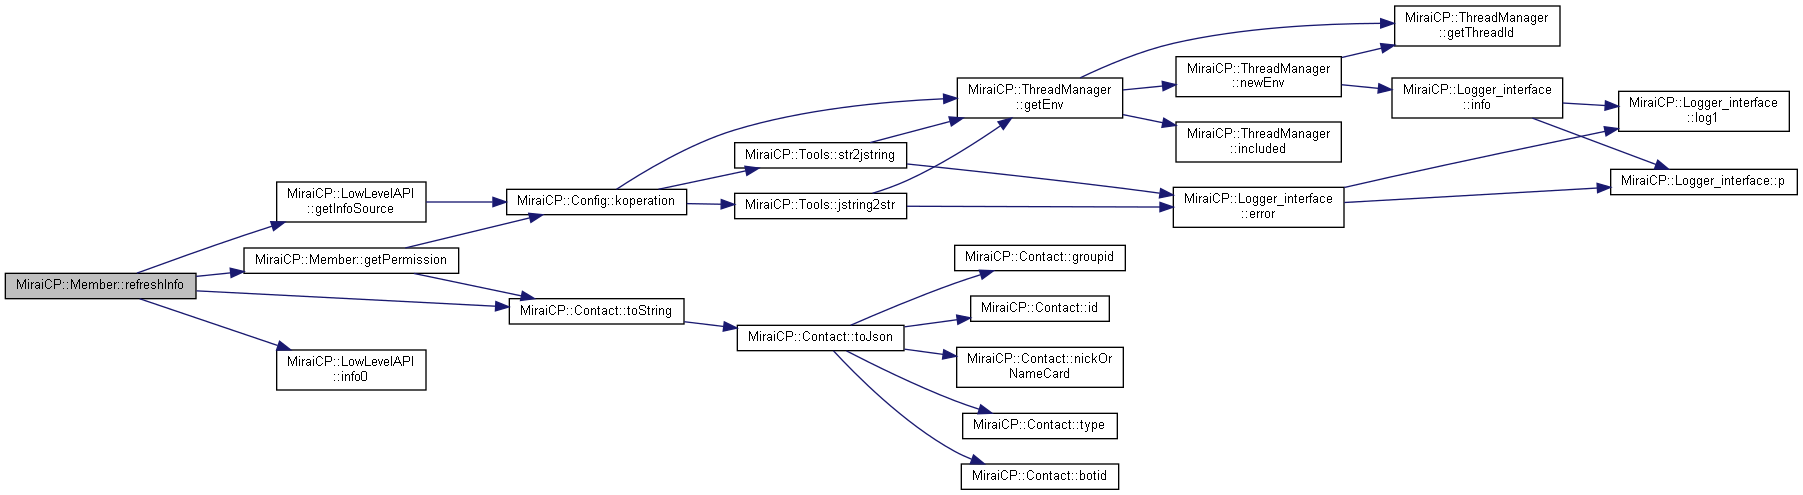 MiraiCP::Member::refreshInfo
MiraiCP::LowLevelAPI
::getInfoSource
MiraiCP::Member::getPermission
MiraiCP::LowLevelAPI
::info0
MiraiCP::Config::koperation
MiraiCP::Contact::toString
MiraiCP::Tools::str2jstring
MiraiCP::Tools::jstring2str
MiraiCP::Contact::toJson
MiraiCP::ThreadManager
::getEnv
MiraiCP::Contact::groupid
MiraiCP::Contact::id
MiraiCP::Contact::nickOr
NameCard
MiraiCP::Contact::type
MiraiCP::Contact::botid
MiraiCP::ThreadManager
::newEnv
MiraiCP::ThreadManager
::included
MiraiCP::Logger_interface
::error
MiraiCP::ThreadManager
::getThreadId
MiraiCP::Logger_interface
::info
MiraiCP::Logger_interface
::log1
MiraiCP::Logger_interface::p